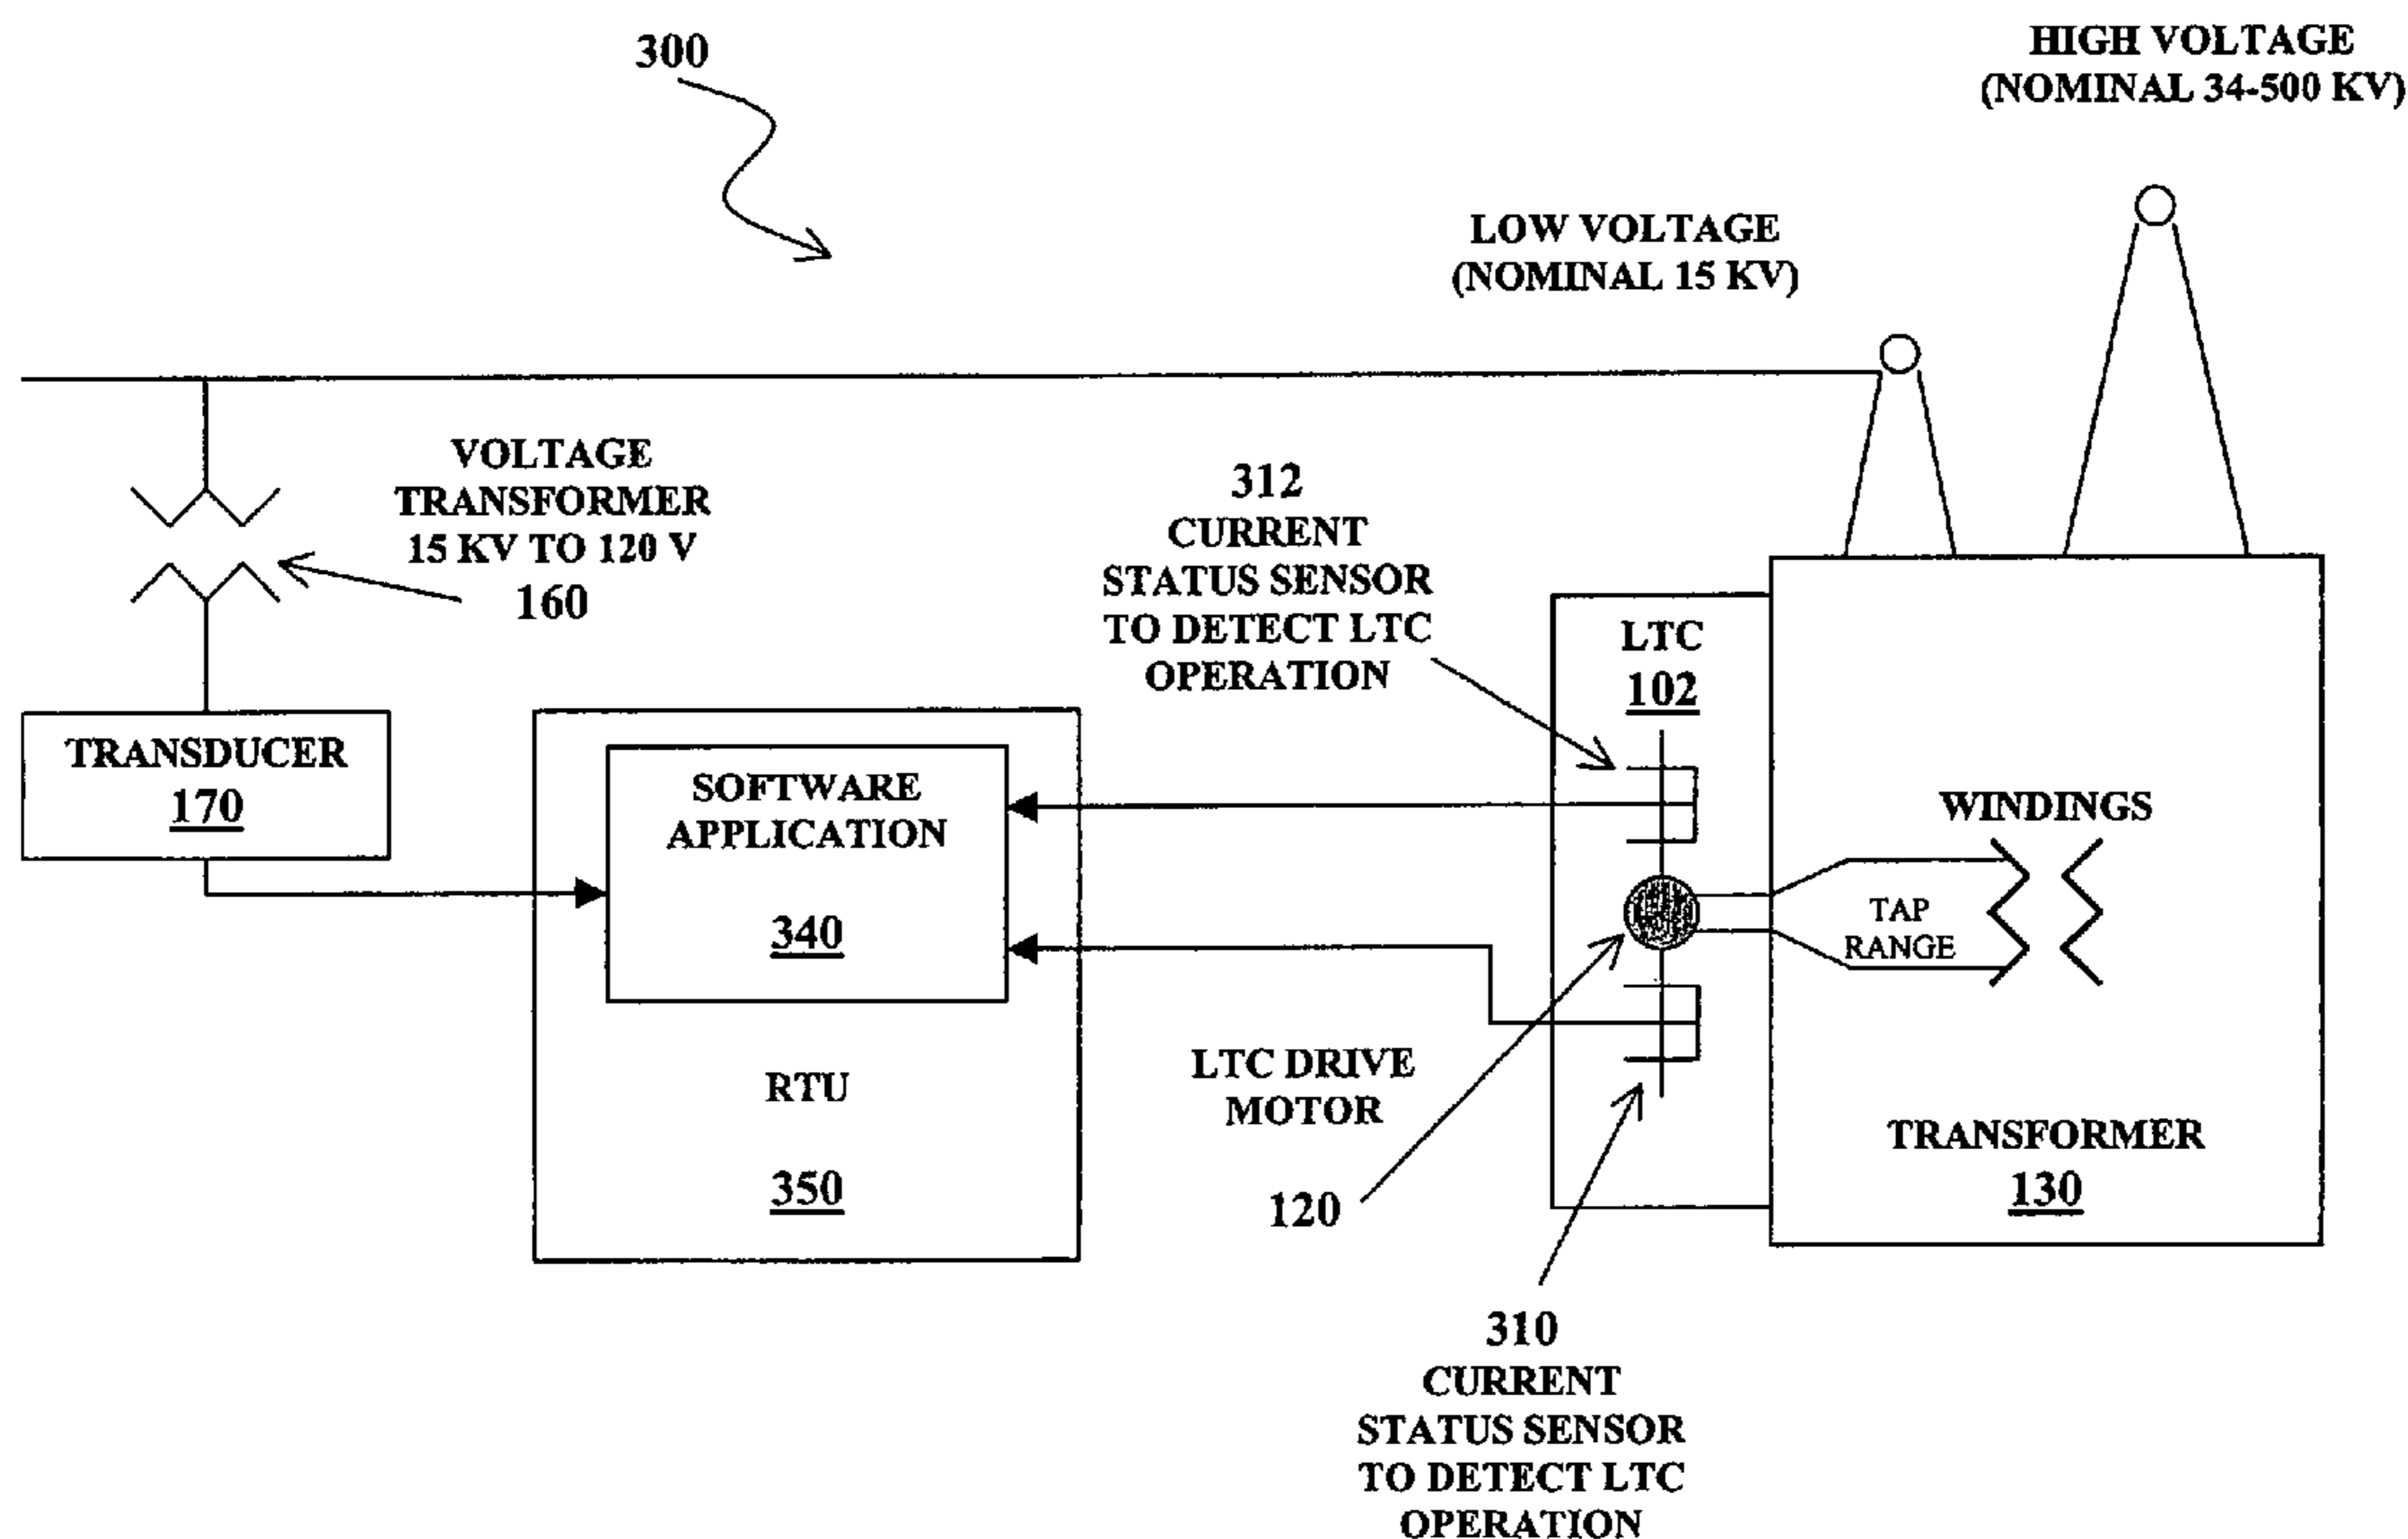 300
HIGH VOLTAGE
(NOMINAL 34-500 KV)
LOW VOLTAGE
(NOMINAL 15 KV)
VOLTAGE
TRANSFORMER
15 KV TO 120 V
160
312
CURRENT
STATUS SENSOR
TO DETECT LTC
OPERATION
LTC
102
TRANSDUCER
170
SOFTWARE
APPLICATION
340
RTU
350
WINDINGS
TAP
RANGE
LTC DRIVE
MOTOR
120
TRANSFORMER
130
310
CURRENT
STATUS SENSOR
TO DETECT LTC
OPERATION